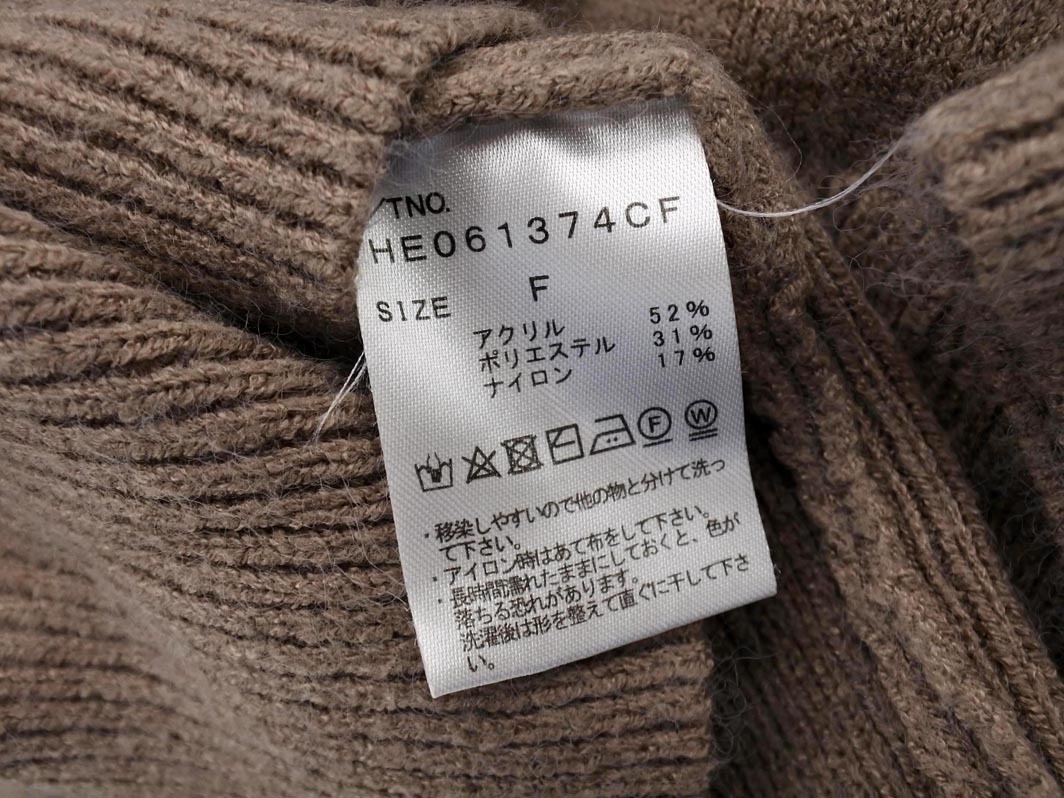 TNO.
HE061374CF
SIZE F
アクリル 52%
ポリエステル 31%
ナイロン 17%
F W
・移染しやすいので他の物と分けて洗っ
て下さい。
・アイロン時はあて布をして下さい。
・長時間濡れたままにしておくと、色が
落ちる恐れがあります。
洗濯後は形を整えて直ぐに干して下さ
い。